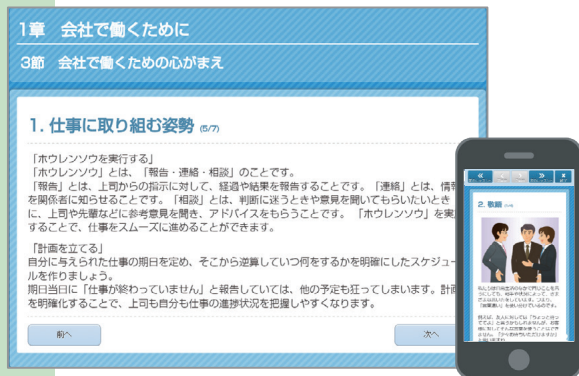 1章　会社で働くために
3節　会社で働くための心がまえ
1. 仕事に取り組む姿勢 (5/7)
「ホウレンソウを実行する」
「ホウレンソウ」とは、「報告・連絡・相談」のことです。
「報告」とは、上司からの指示に対して、経過や結果を報告することです。「連絡」とは、情報
を関係者に知らせることです。「相談」とは、判断に迷うときや意見を聞いてもらいたいとき
に、上司や先輩などに参考意見を聞き、アドバイスをもらうことです。「ホウレンソウ」を実
することで、仕事をスムーズに進めることができます。
「計画を立てる」
自分に与えられた仕事の期日を定め、そこから逆算していつ何をするかを明確にしたスケジュー
ルを作りましょう。
期日当日に「仕事が終わっていません」と報告していては、他の予定も狂ってしまいます。計画
を明確化することで、上司も自分も仕事の進捗状況を把握しやすくなります。
前へ
次へ
2. 敬語